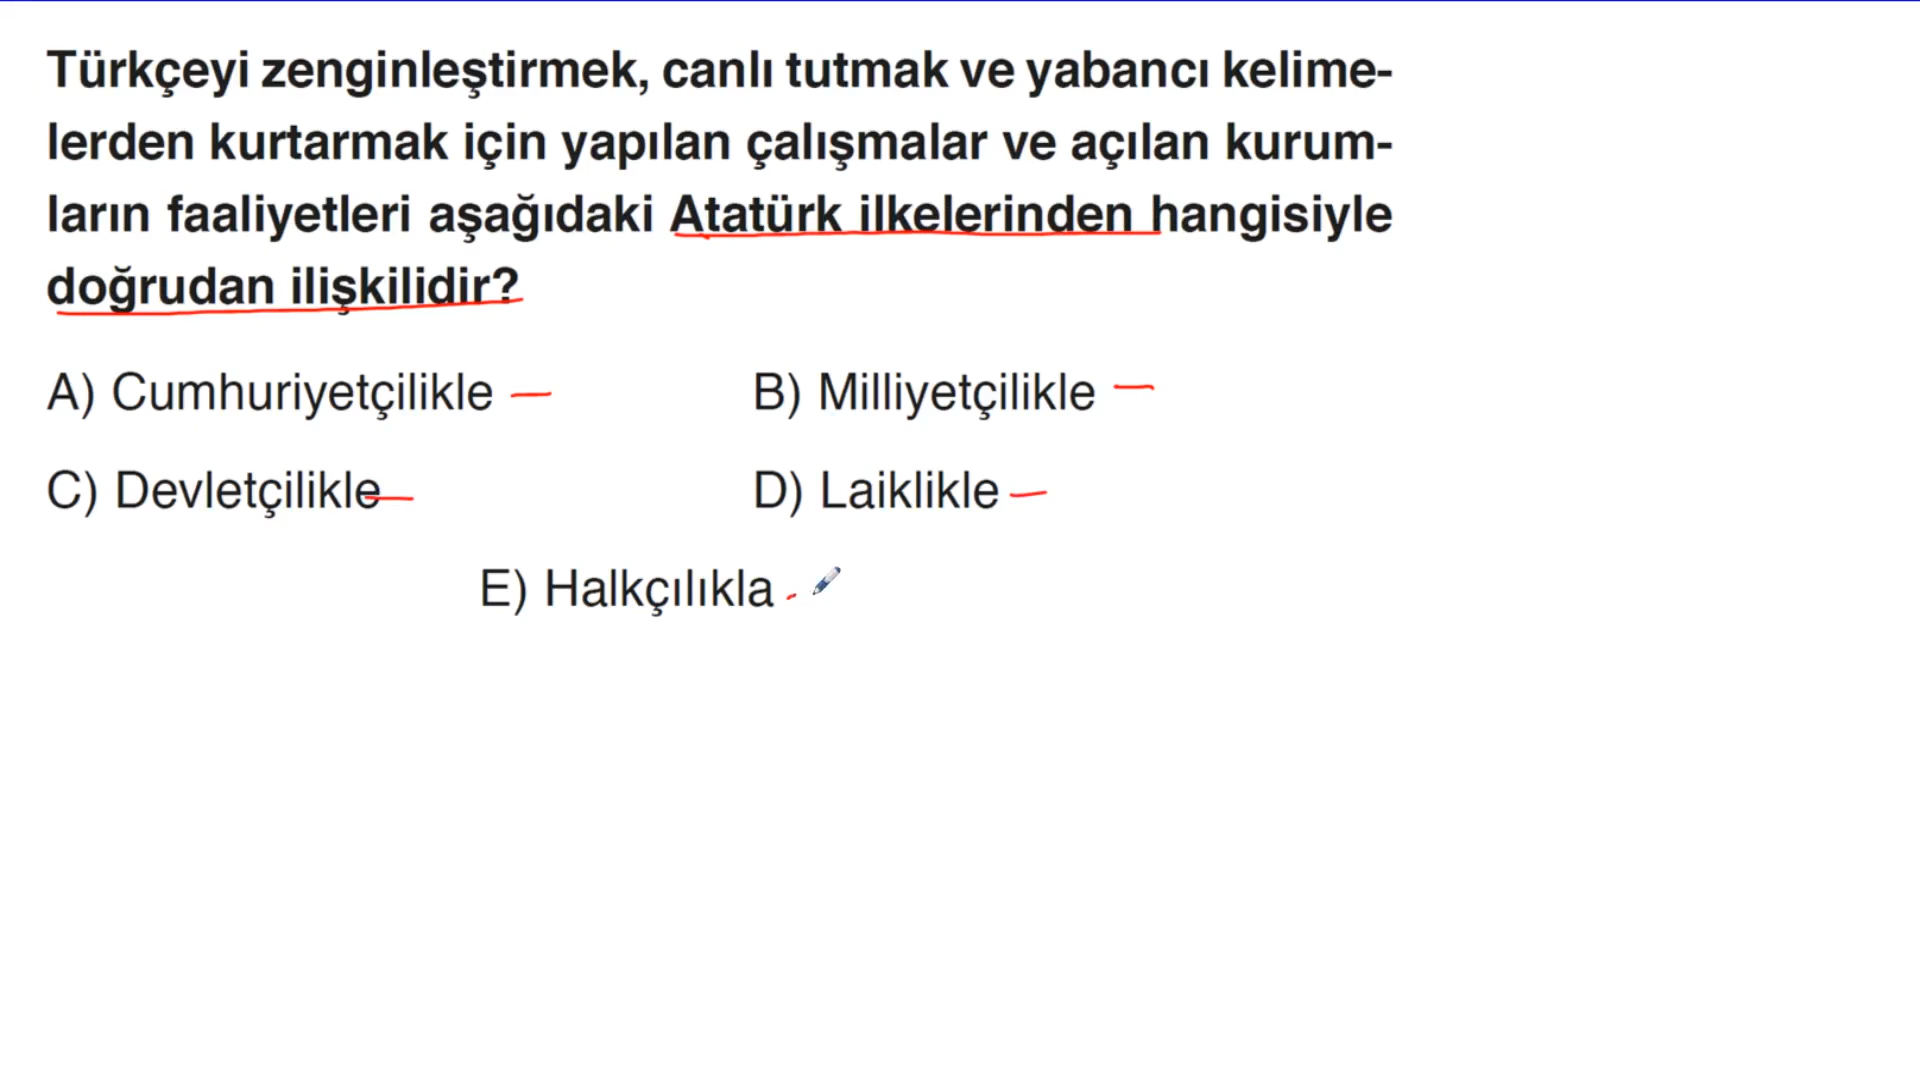 Türkçeyi zenginleştirmek, canlı tutmak ve yabancı kelime-
lerden kurtarmak için yapılan çalışmalar ve açılan kurum-
ların faaliyetleri aşağıdaki Atatürk ilkelerinden hangisiyle
doğrudan ilişkilidir?
A) Cumhuriyetçilikle
B) Milliyetçilikle
C) Devletçilikle
D) Laiklikle
E) Halkçılıkla